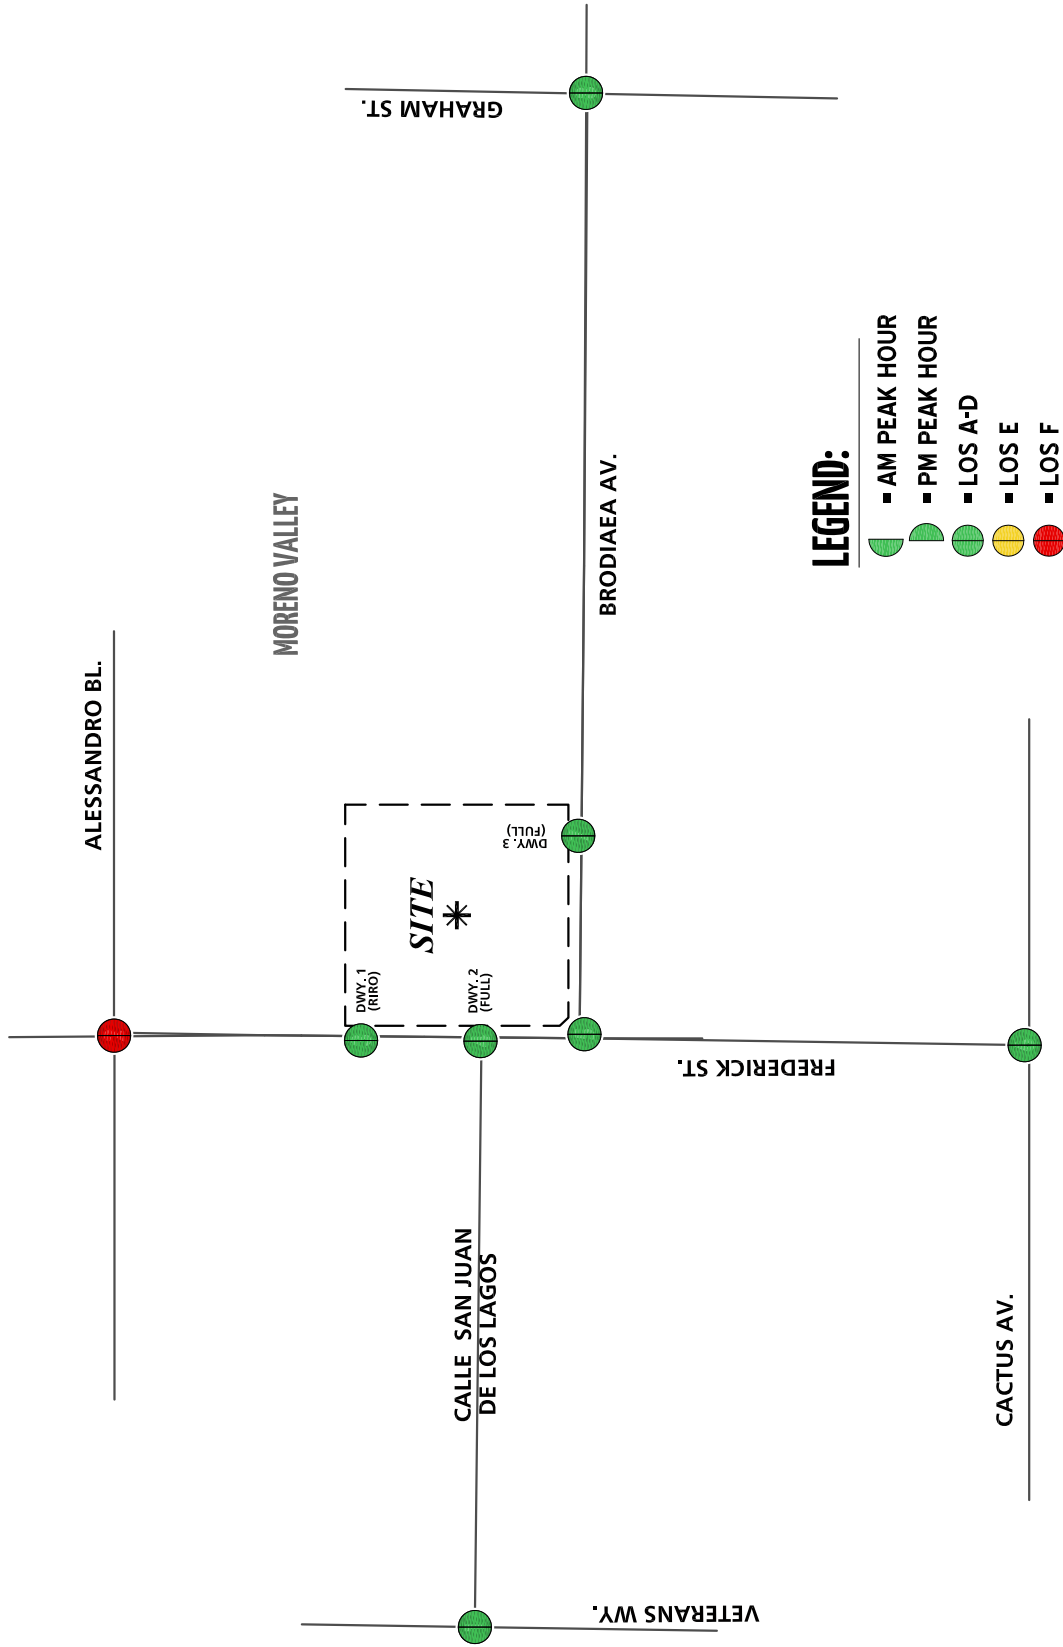 GRAHAM ST.
MORENO VALLEY
ALESSANDRO BL.
BRODIAEA AV.
SITE
DWY. 1
(RIRO)
DWY. 2
(FULL)
DWY. 3
(FULL)
FREDERICK ST.
CALLE SAN JUAN
DE LOS LAGOS
CACTUS AV.
VETERANS WY.
LEGEND:
- AM PEAK HOUR
- PM PEAK HOUR
- LOS A-D
- LOS E
- LOS F